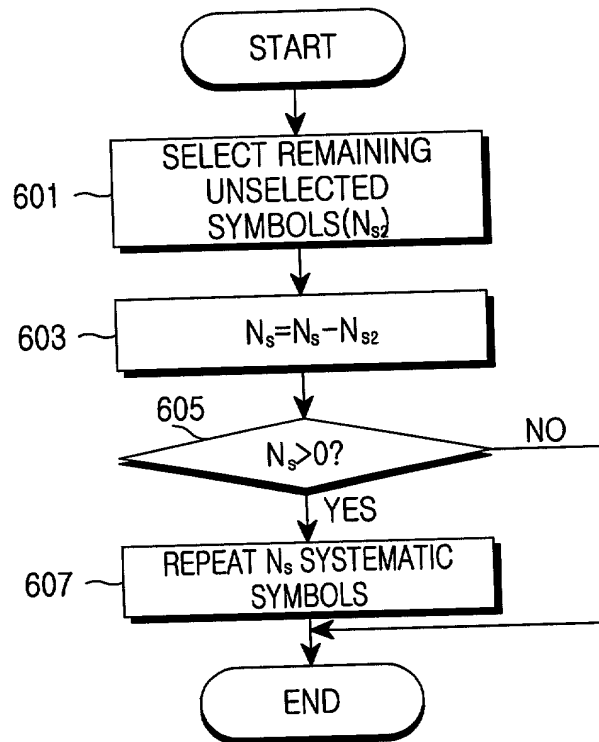 START
SELECT REMAINING
UNSELECTED
SYMBOLS(Ns2)
601
Ns=Ns-Ns2
603
605
Ns>0?
NO
YES
REPEAT Ns SYSTEMATIC
SYMBOLS
607
END